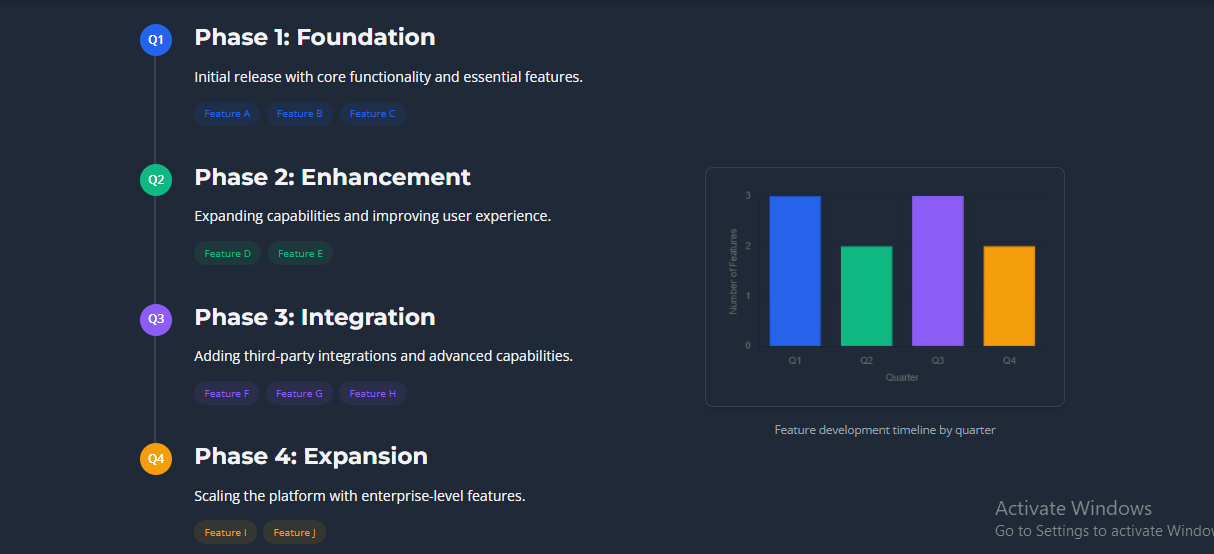 Q1
Phase 1: Foundation
Initial release with core functionality and essential features.
Feature A Feature B Feature C
Q2
Phase 2: Enhancement
Expanding capabilities and improving user experience.
Feature D Feature E
Q3
Phase 3: Integration
Adding third-party integrations and advanced capabilities.
Feature F Feature G Feature H
Q4
Phase 4: Expansion
Scaling the platform with enterprise-level features.
Feature I Feature J
Number of Features
3
2
1
0
Q1 Q2 Q3 Q4
Quarter
Feature development timeline by quarter
Activate Windows
Go to Settings to activate Window